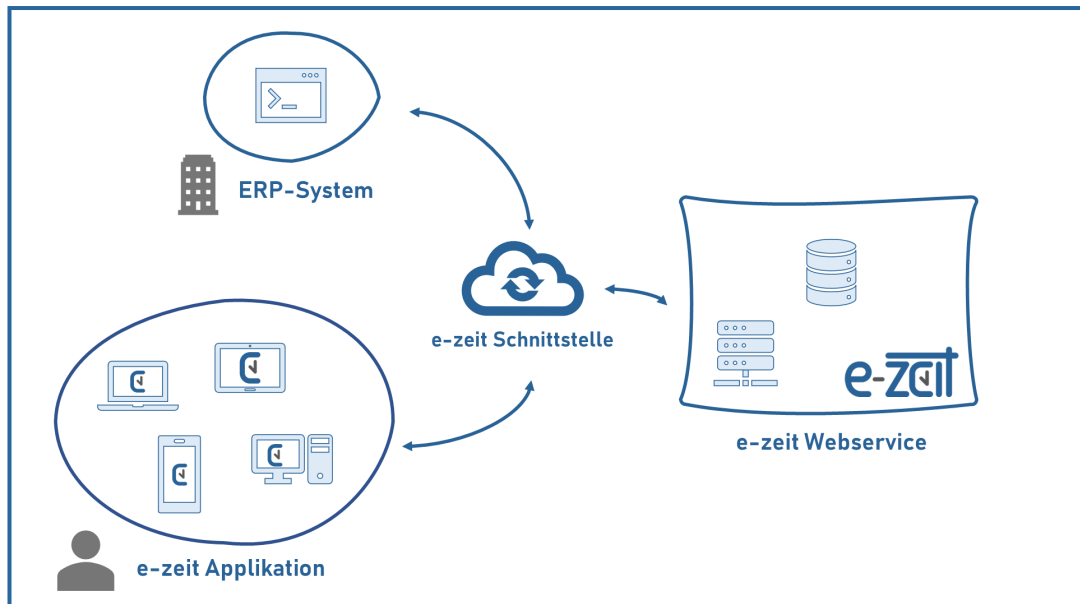 ERP-System
e-zeit Schnittstelle
e-zeit
e-zeit Webservice
e-zeit Applikation